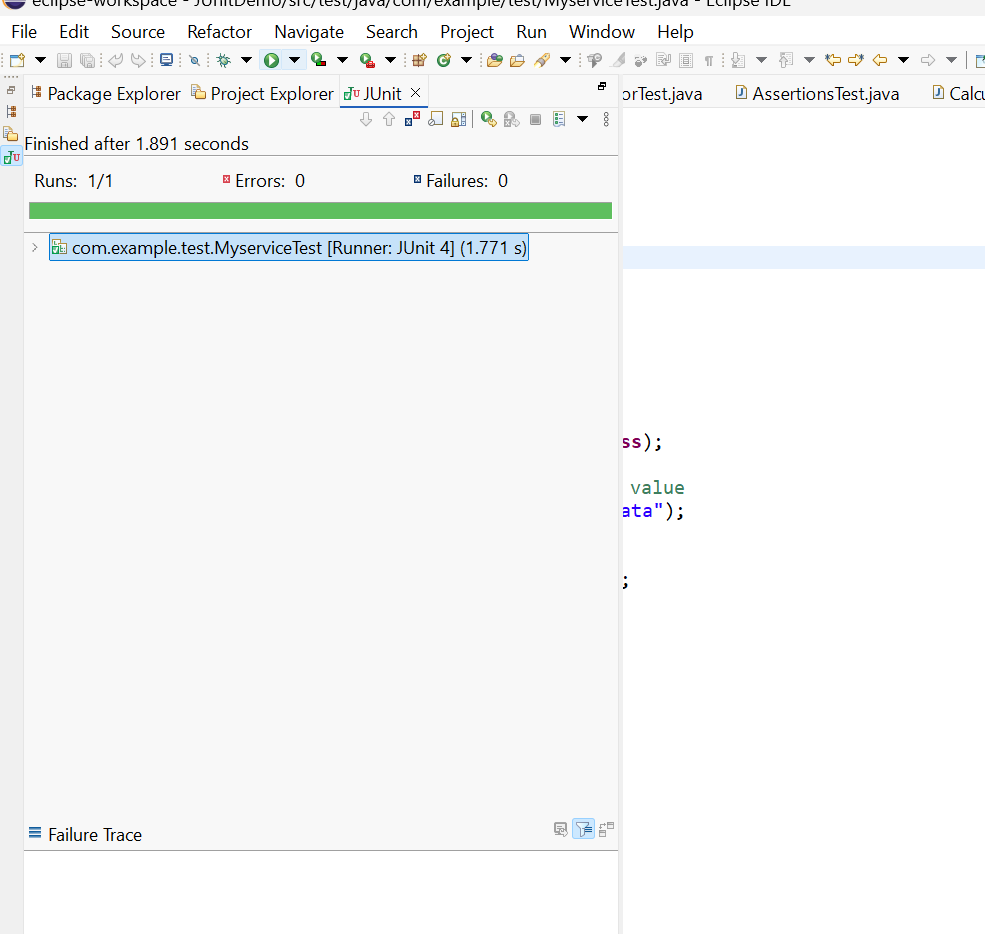 eclipse-workspace - JUnitDemo/src/test/java/com/example/test/MyserviceTest.java - Eclipse IDE
File Edit Source Refactor Navigate Search Project Run Window Help
Package Explorer Project Explorer JUnit orTest.java AssertionsTest.java Calcu
Finished after 1.891 seconds
Runs: 1/1 Errors: 0 Failures: 0
com.example.test.MyserviceTest [Runner: JUnit 4] (1.771 s)
ss);
value
ata");
;
Failure Trace